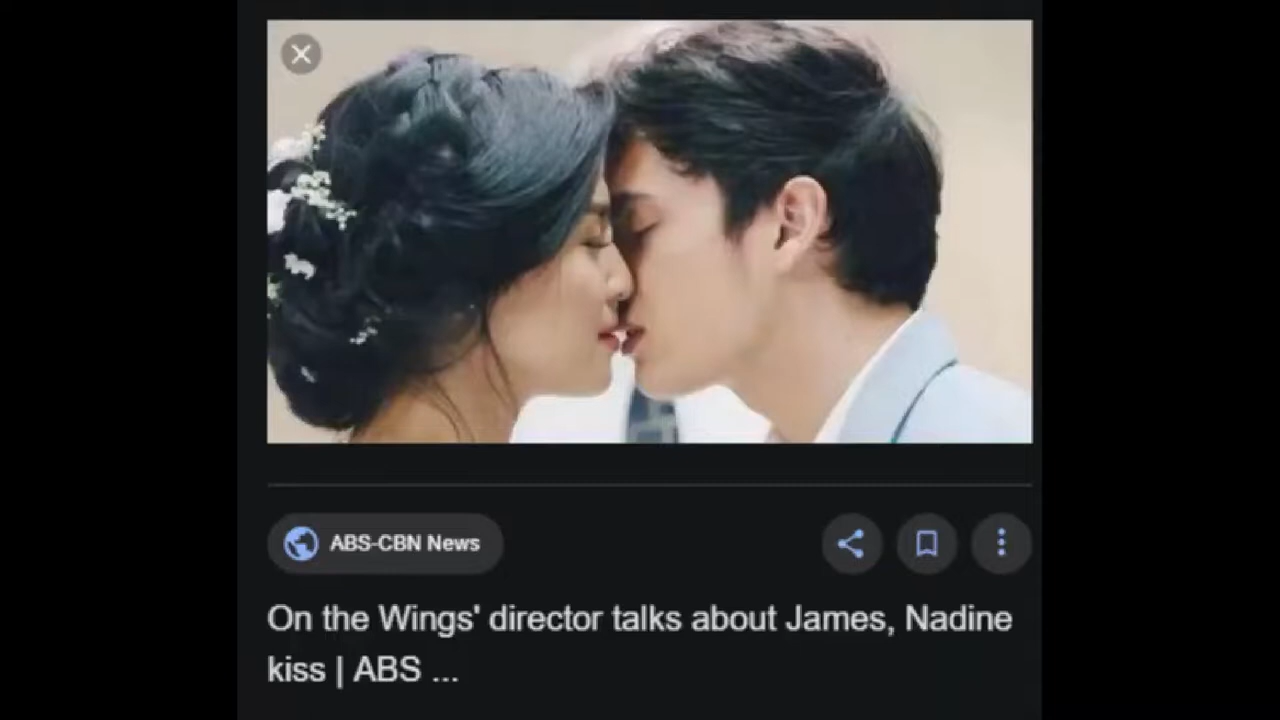 ABS-CBN News
On the Wings' director talks about James, Nadine
kiss | ABS ...